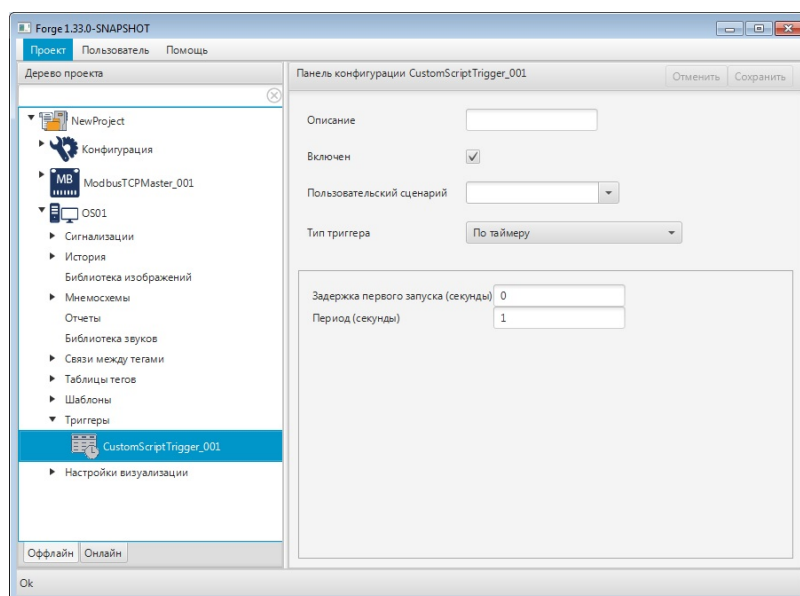 Forge 1.33.0-SNAPSHOT
Проект Пользователь Помощь
Дерево проекта
NewProject
Конфигурация
MB ModbusTCPMaster_001
OS01
Сигнализации
История
Библиотека изображений
Мнемосхемы
Отчеты
Библиотека звуков
Связи между тегами
Таблицы тегов
Шаблоны
Триггеры
CustomScriptTrigger_001
Настройки визуализации
Оффлайн Онлайн
Панель конфигурации CustomScriptTrigger_001 Отменить Сохранить
Описание
Включен
Пользовательский сценарий
Тип триггера По таймеру
Задержка первого запуска (секунды) 0
Период (секунды) 1
Ok